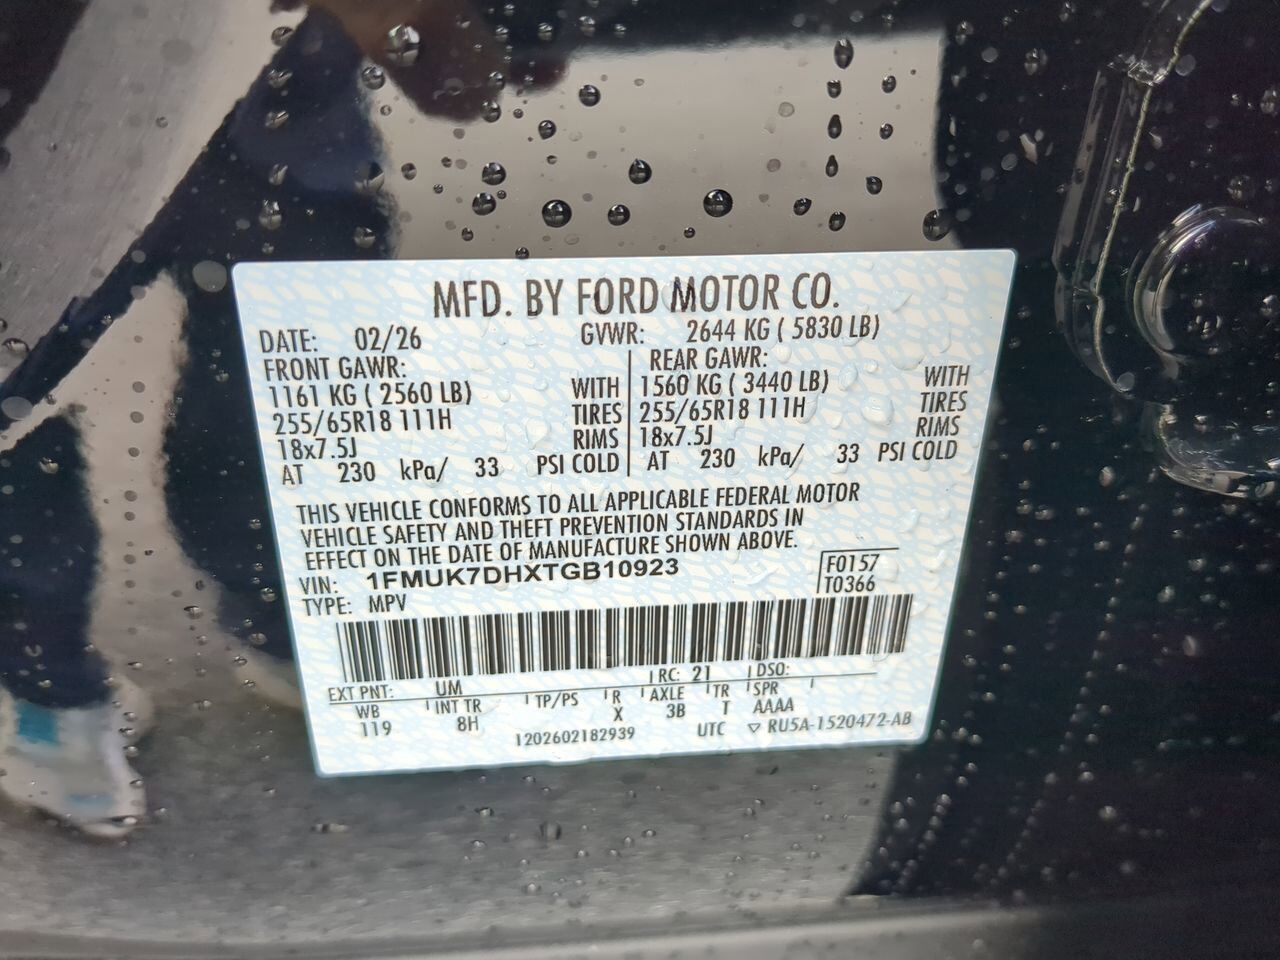 MFD. BY FORD MOTOR CO.
DATE: 02/26 GVWR: 2644 KG ( 5830 LB)
FRONT GAWR: REAR GAWR:
1161 KG ( 2560 LB) WITH 1560 KG ( 3440 LB) WITH
255/65R18 111H TIRES 255/65R18 111H TIRES
18x7.5J RIMS 18x7.5J RIMS
AT 230 kPa/ 33 PSI COLD AT 230 kPa/ 33 PSI COLD
THIS VEHICLE CONFORMS TO ALL APPLICABLE FEDERAL MOTOR
VEHICLE SAFETY AND THEFT PREVENTION STANDARDS IN
EFFECT ON THE DATE OF MANUFACTURE SHOWN ABOVE.
VIN: 1FMUK7DHXTGB10923 F0157
TYPE: MPV T0366
EXT PNT: UM RC: 21 DSO:
WB INT TR TP/PS R AXLE TR SPR
119 8H X 3B T AAAA
1202602182939 UTC ▽ RU5A-1520472-AB